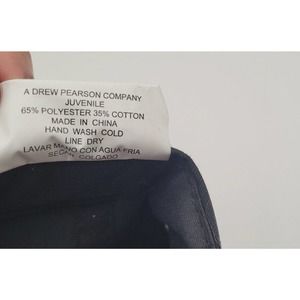 A DREW PEARSON COMPANY
JUVENILE
65% POLYESTER 35% COTTON
MADE IN CHINA
HAND WASH COLD
LINE DRY
LAVAR MANO CON AGUA FRIA
COLGADO